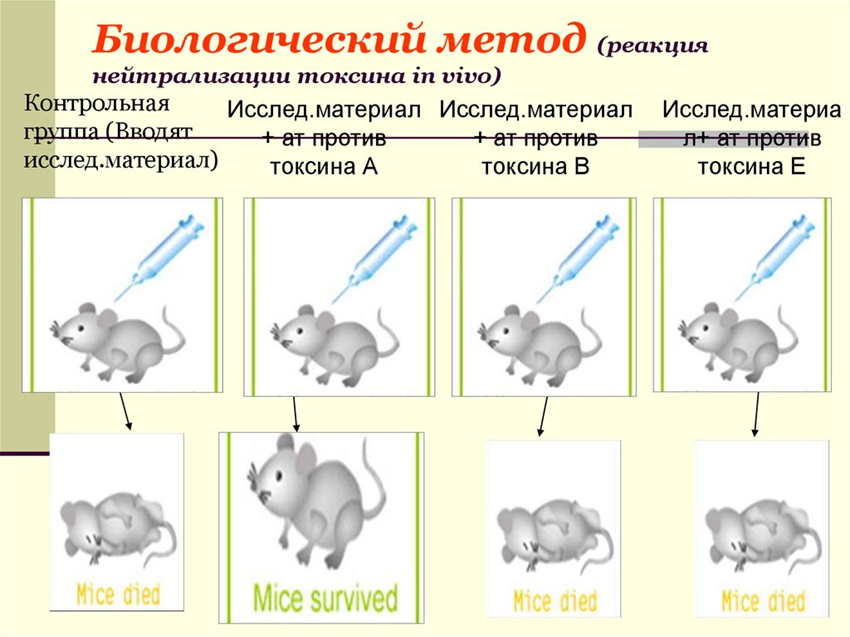 Биологический метод (реакция
нейтрализации токсина in vivo)
Контрольная
группа (Вводят
исслед.материал)
Исслед.материал
+ ат против
токсина А
Исслед.материал
+ ат против
токсина В
Исслед.материа
л+ ат против
токсина Е
Mice died
Mice survived
Mice died
Mice died